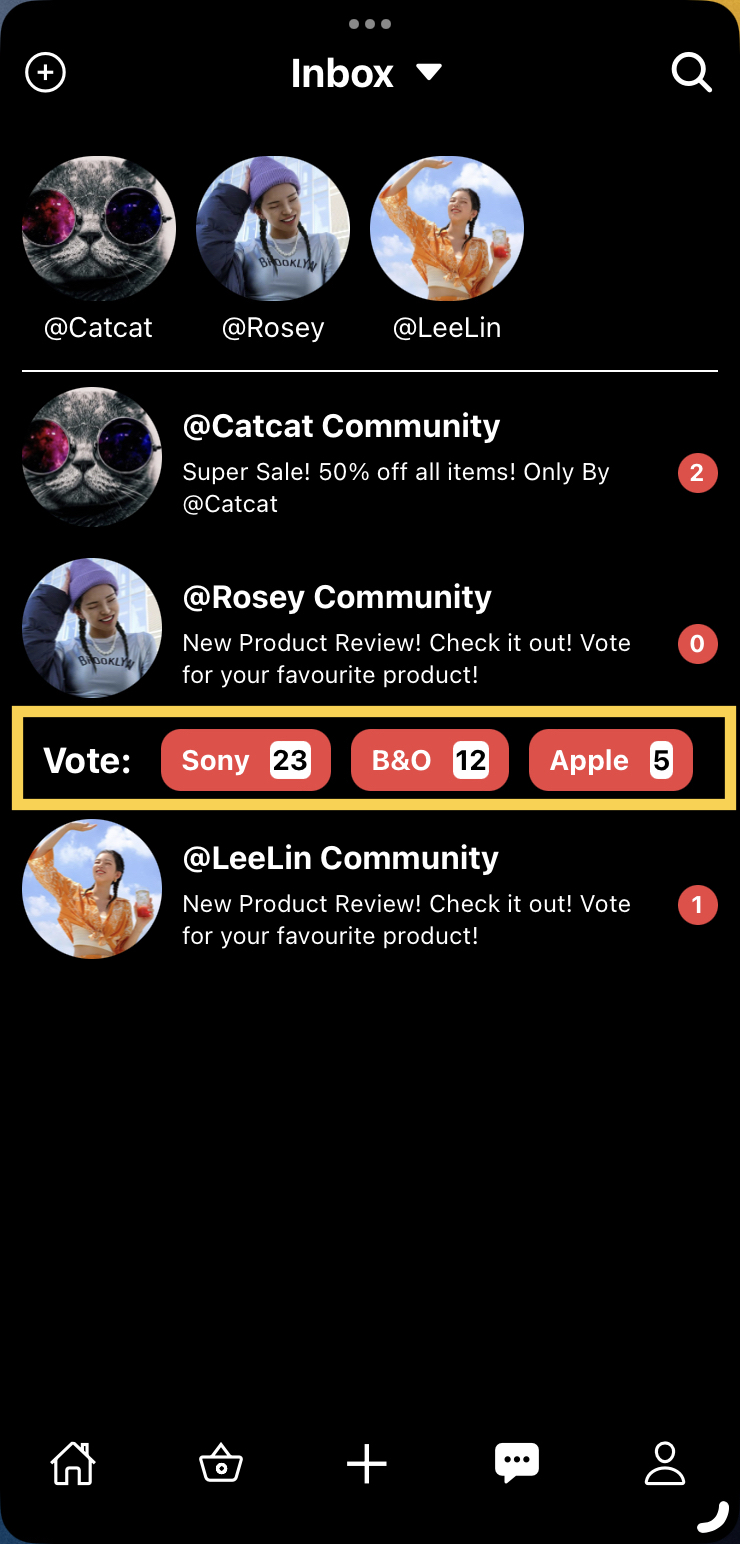 Inbox
@Catcat @Rosey @LeeLin
@Catcat Community
Super Sale! 50% off all items! Only By
@Catcat
2
@Rosey Community
New Product Review! Check it out! Vote
for your favourite product!
0
Vote: Sony 23 B&O 12 Apple 5
@LeeLin Community
New Product Review! Check it out! Vote
for your favourite product!
1
BROOKLYN
BROOKLYN